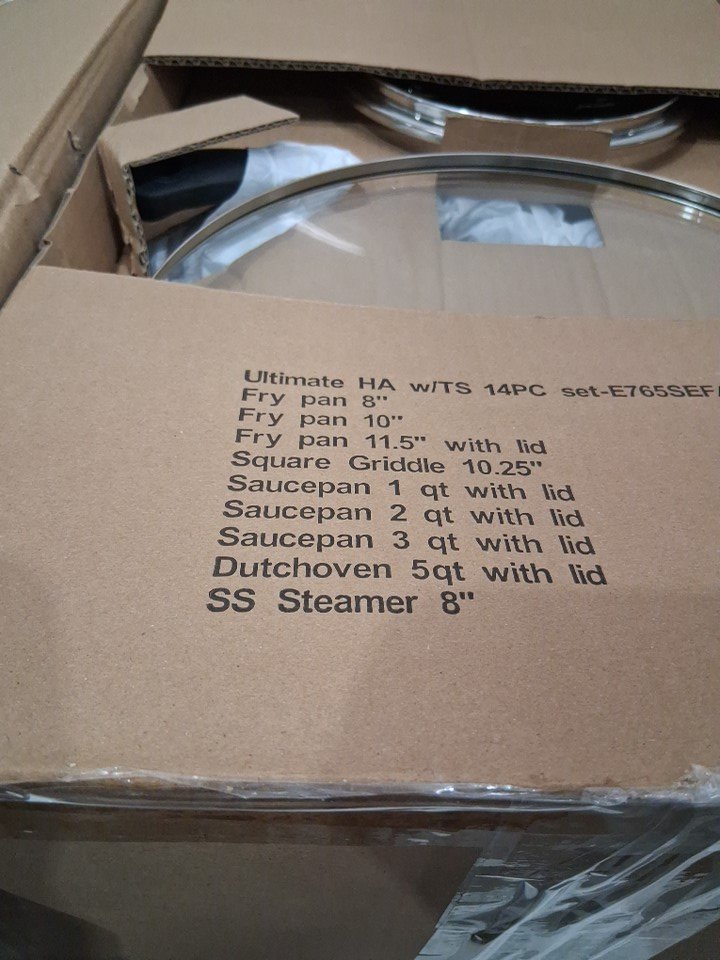 Ultimate HA w/TS 14PC set-E765SEF
Fry pan 8"
Fry pan 10"
Fry pan 11.5" with lid
Square Griddle 10.25"
Saucepan 1 qt with lid
Saucepan 2 qt with lid
Saucepan 3 qt with lid
Dutchoven 5qt with lid
SS Steamer 8"